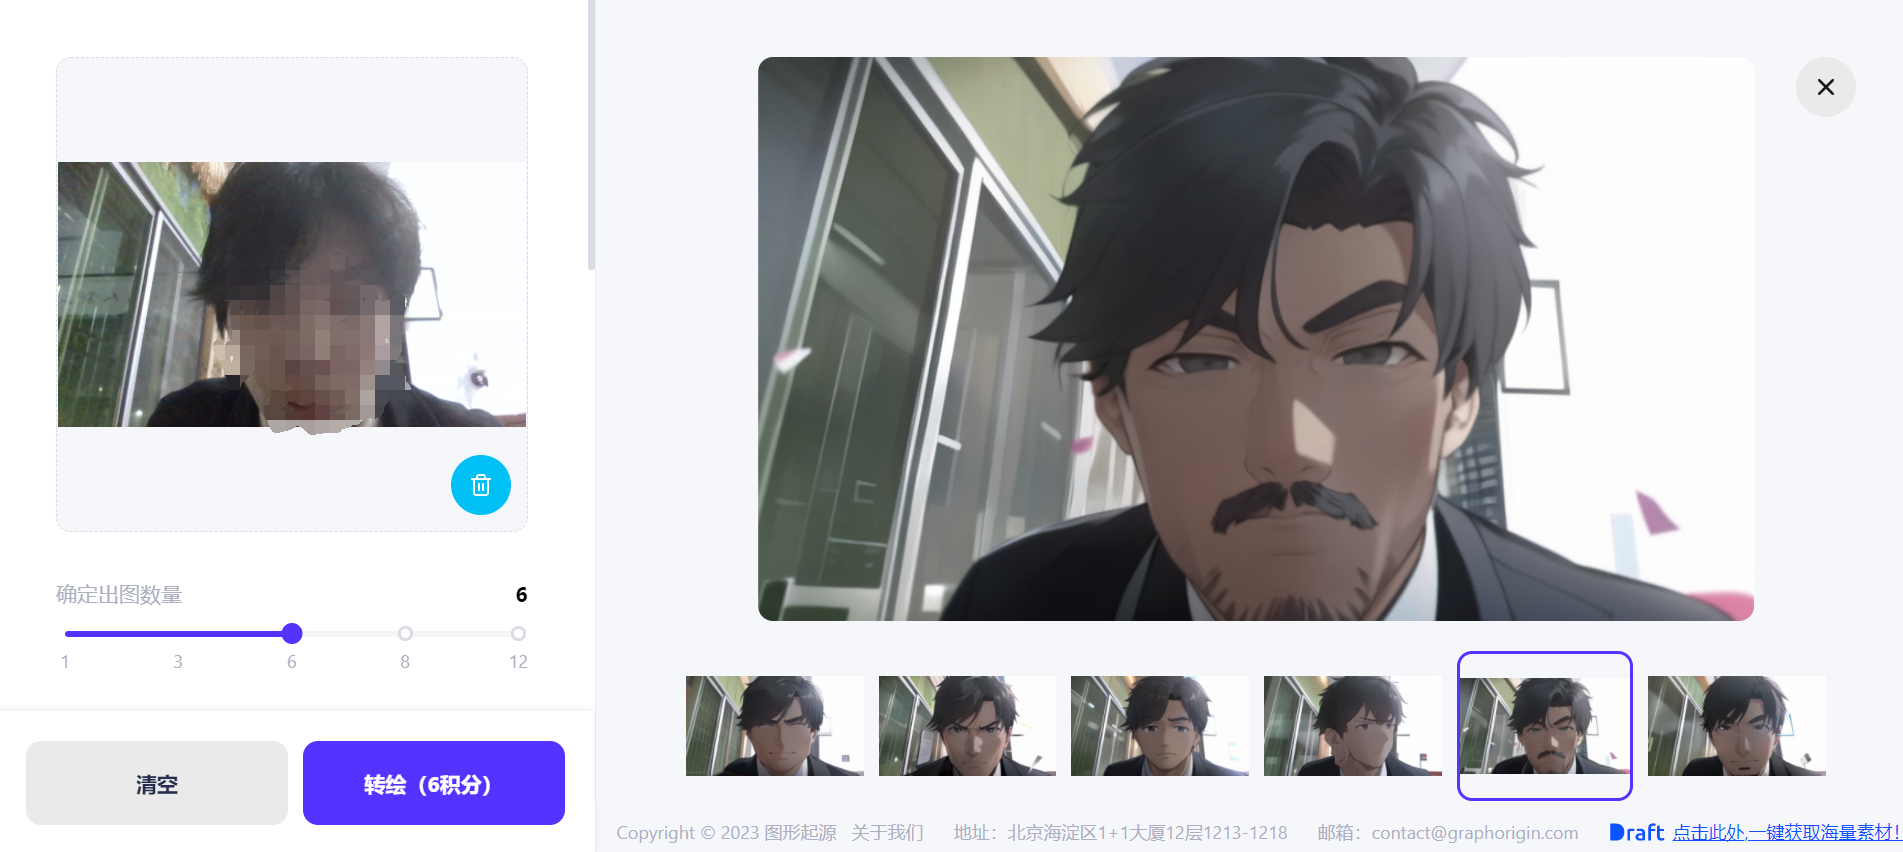 确定出图数量
6
1 3 6 8 12
清空
转绘（6积分）
Copyright © 2023 图形起源 关于我们 地址：北京海淀区1+1大厦12层1213-1218 邮箱：contact@graphorigin.com Draft 点击此处,一键获取海量素材！